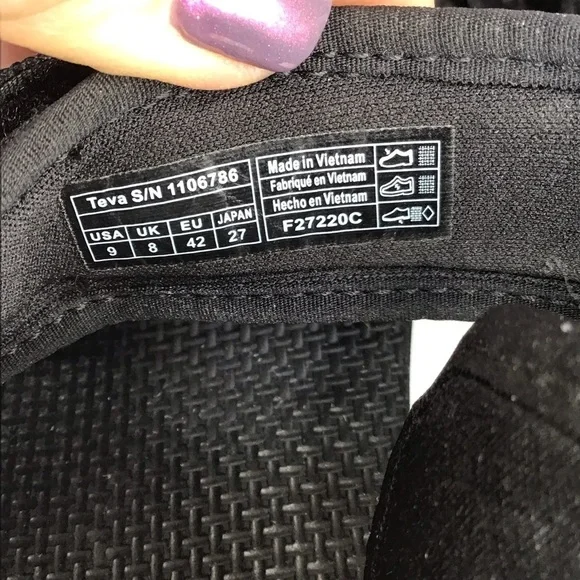 Teva S/N 1106786
USA UK EU JAPAN
9 8 42 27
Made in Vietnam
Fabriqué en Vietnam
Hecho en Vietnam
F27220C